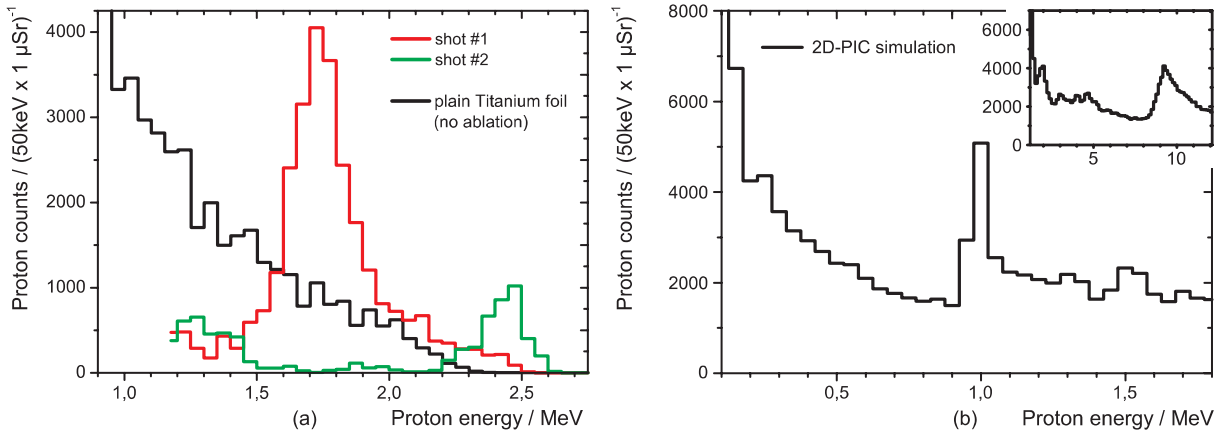 Proton counts / (50keV x 1 µSr)⁻¹
4000
3000
2000
1000
0
1,0
1,5
2,0
2,5
Proton energy / MeV
(a)
shot #1
shot #2
plain Titanium foil
(no ablation)
Proton counts / (50keV x 1 µSr)⁻¹
8000
6000
4000
2000
0
0,5
1,0
1,5
Proton energy / MeV
(b)
2D-PIC simulation
6000
4000
2000
0
5
10